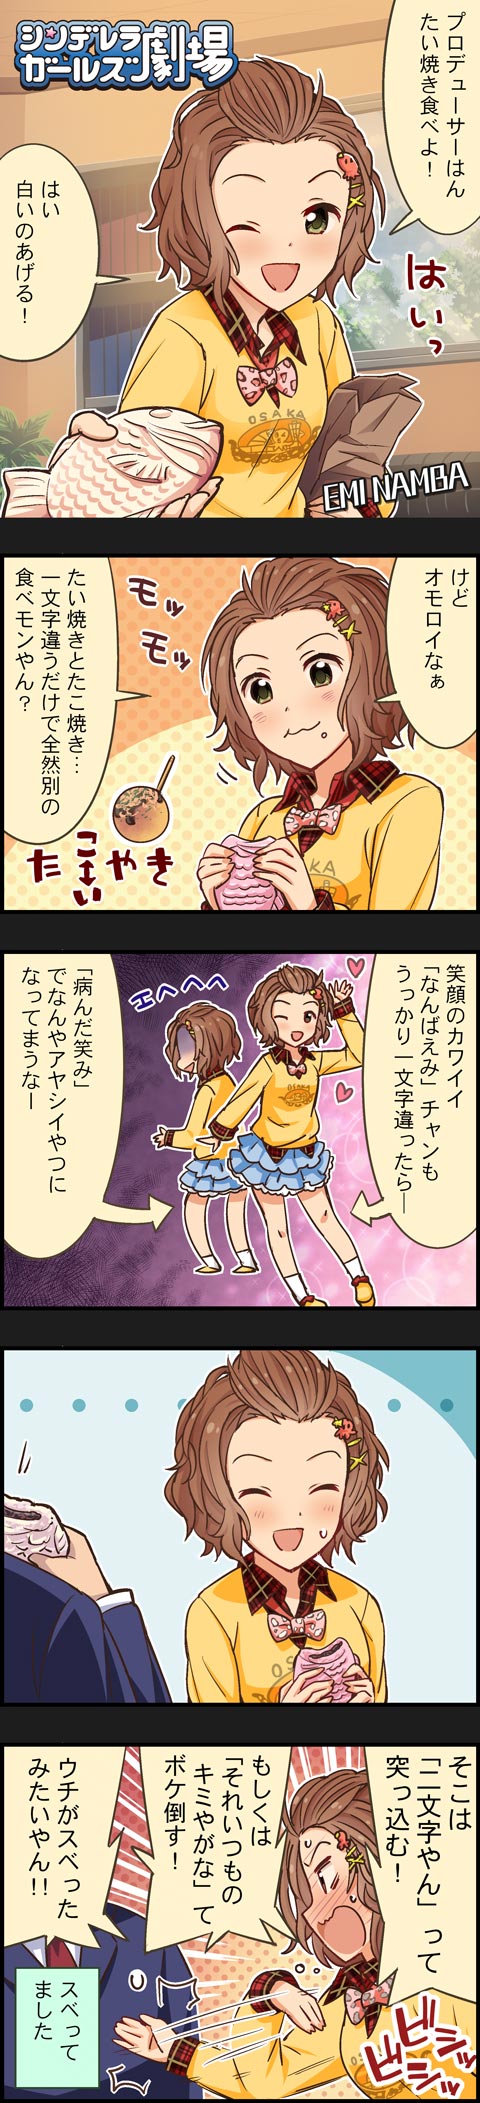 シンデレラ
ガールズ劇場
プロデューサーはん
たい焼き食べよ！
はいっ
はい
白いのあげる！
OSAKA
EMI NAMBA
けど
オモロイなぁ
モッ
モッ
たい焼きとたこ焼き…
一文字違うだけで全然別の
食べモンやん？
たこやき
い
KA
笑顔のカワイイ
「なんばえみ」チャンも
うっかり一文字違ったら―
エヘヘヘ
OSAKA
「病んだ笑み」
でなんやアヤシイやつに
なってまうなー
そこは
「二文字やん」って
突っ込む！
もしくは
「それいつもの
キミやがな」て
ボケ倒す！
ウチがスベった
みたいやん!!
ビシッ
ビシッ
スベって
ました